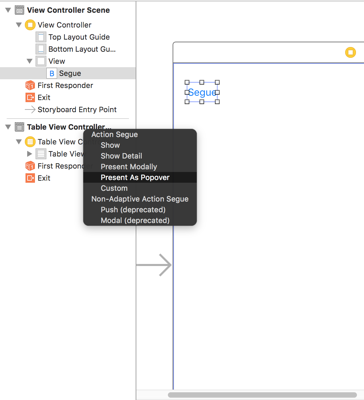 View Controller Scene
View Controller
Top Layout Guide
Bottom Layout Gu...
View
B Segue
First Responder
Exit
Storyboard Entry Point
Table View Controller...
Table View C
Table View
First Respon
Exit
Action Segue
Show
Show Detail
Present Modally
Present As Popover
Custom
Non-Adaptive Action Segue
Push (deprecated)
Modal (deprecated)
Segue